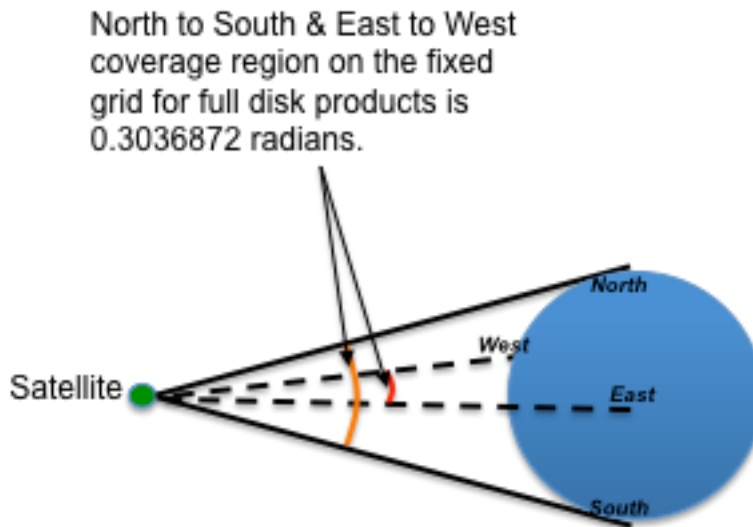 North to South & East to West
coverage region on the fixed
grid for full disk products is
0.3036872 radians.
North
West
Satellite
East
South